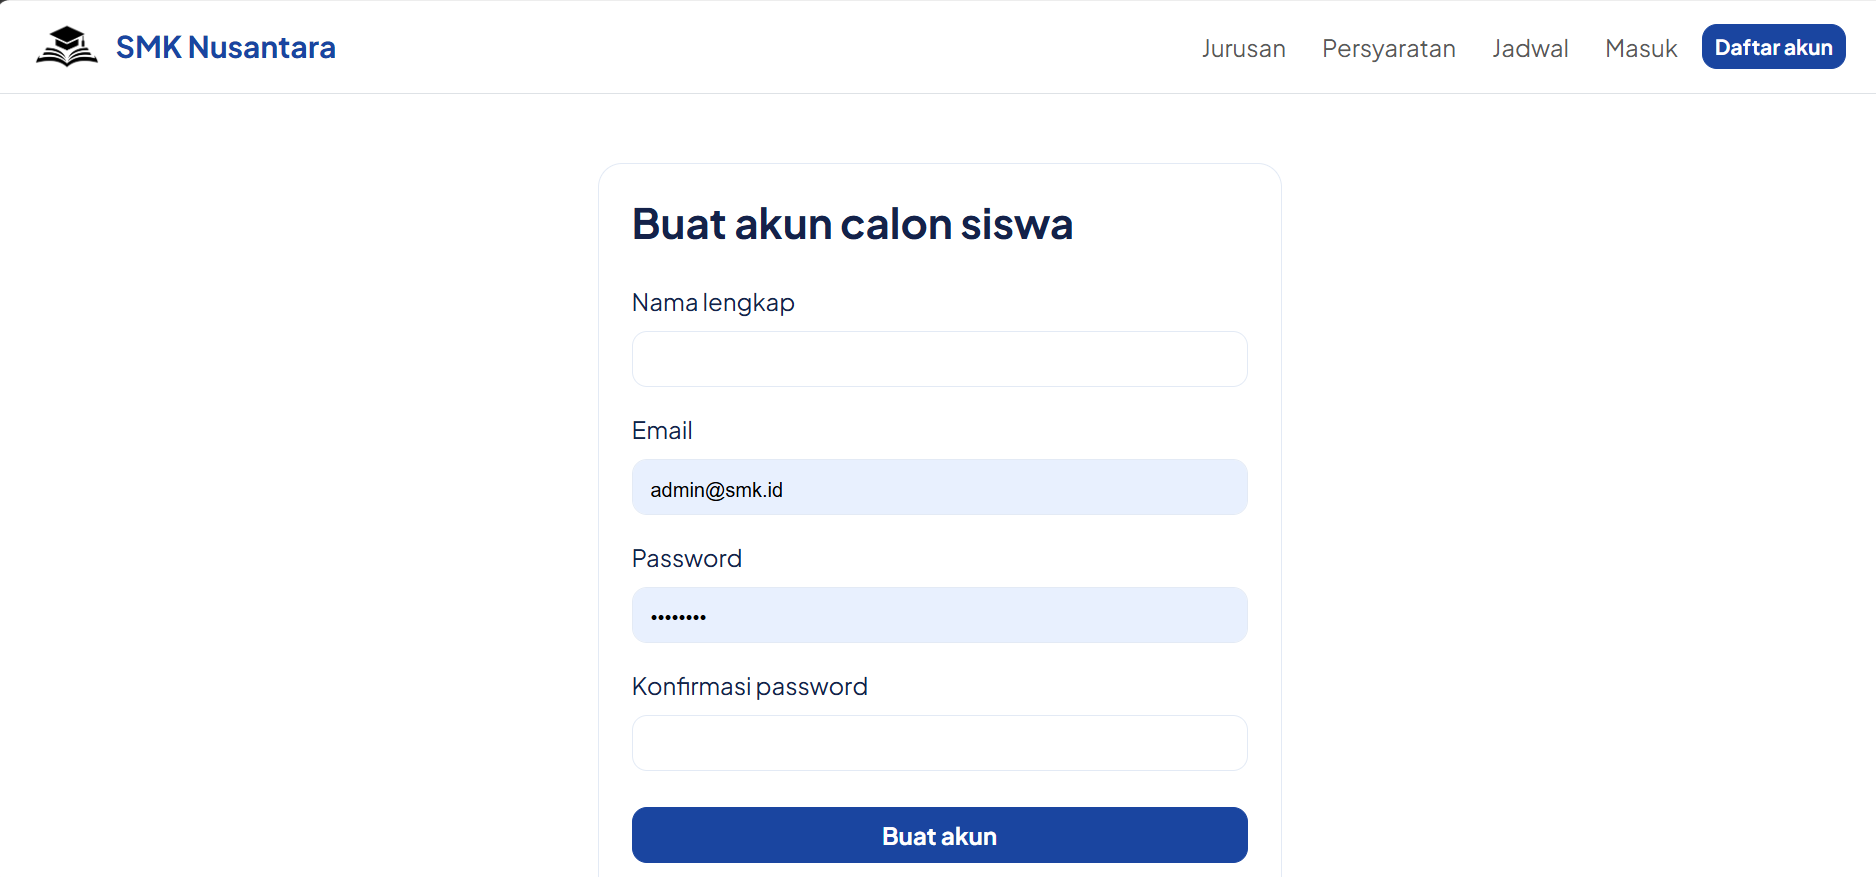 SMK Nusantara
Jurusan Persyaratan Jadwal Masuk Daftar akun
Buat akun calon siswa
Nama lengkap
Email
admin@smk.id
Password
••••••••
Konfirmasi password
Buat akun